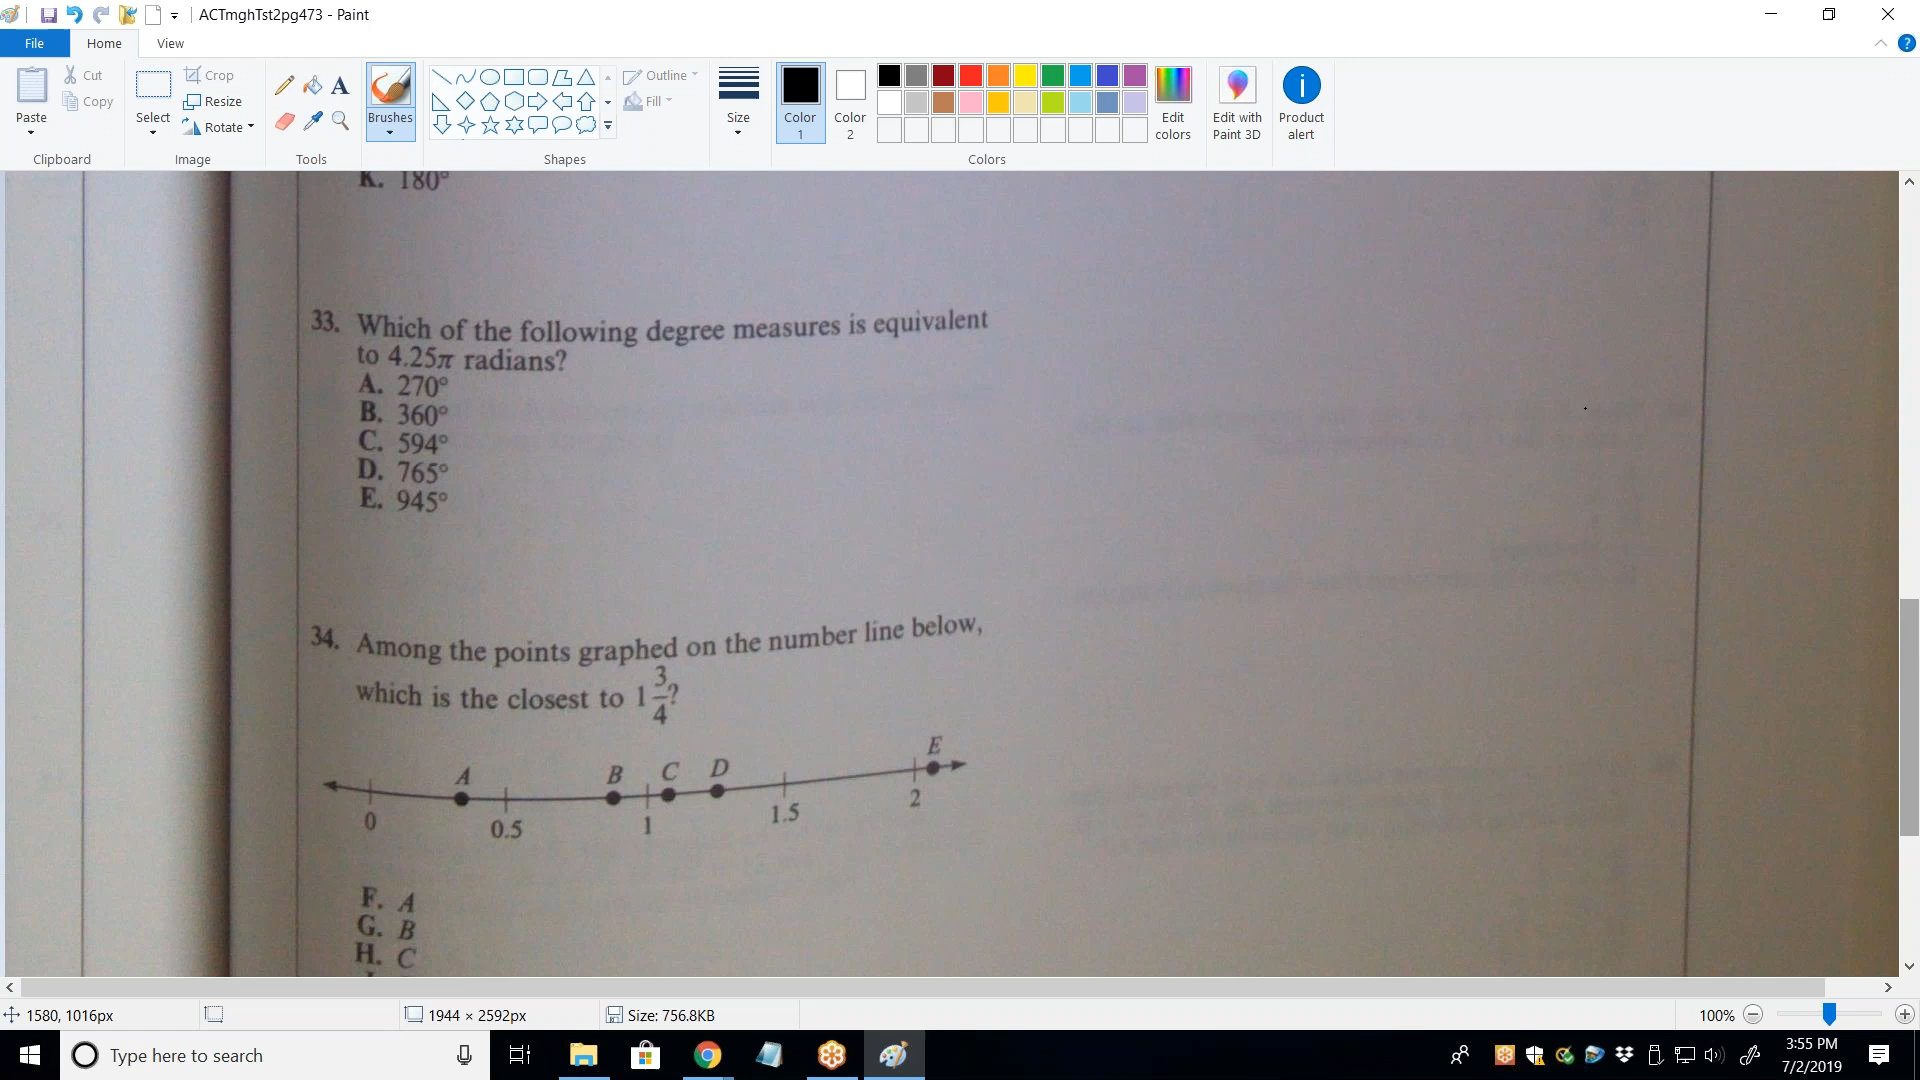 ACTmghTst2pg473 - Paint
File Home View
Paste
Cut
Copy
Clipboard
Select
Crop
Resize
Rotate
Image
A
Tools
Brushes
Outline
Fill
Shapes
Size
Color 1
Color 2
Edit colors
Colors
Edit with Paint 3D
Product alert
K. 180°
33. Which of the following degree measures is equivalent
to 4.25π radians?
A. 270°
B. 360°
C. 594°
D. 765°
E. 945°
34. Among the points graphed on the number line below,
which is the closest to 1 3/4?
A B C D E
0 0.5 1 1.5 2
F. A
G. B
H. C
1580, 1016px
1944 × 2592px
Size: 756.8KB
100%
Type here to search
3:55 PM
7/2/2019